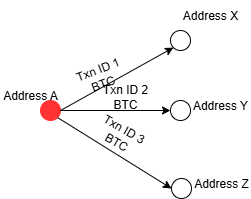 Address X
Txn ID 1
BTC
Address A
Txn ID 2
BTC
Address Y
Txn ID 3
BTC
Address Z